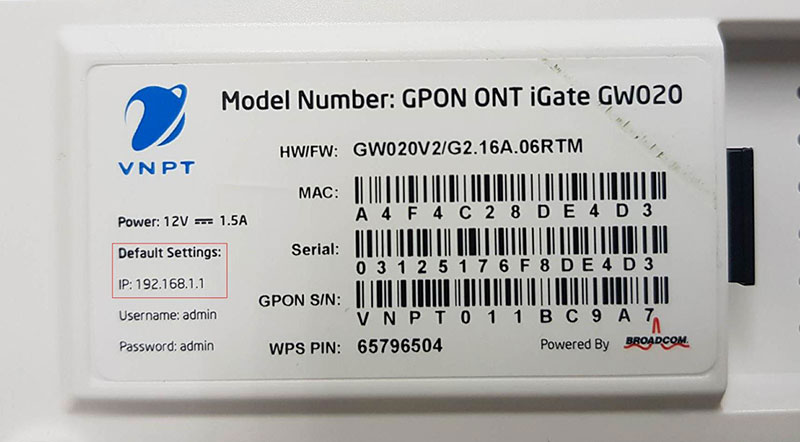 VNPT
Model Number: GPON ONT iGate GW020
HW/FW: GW020V2/G2.16A.06RTM
MAC:
A4F4C28DE4D3
Power: 12V ⎓ 1.5A
Serial:
03125176F8DE4D3
Default Settings:
IP: 192.168.1.1
GPON S/N:
VNPT011BC9A7
Username: admin
Password: admin
WPS PIN: 65796504
Powered By BROADCOM.